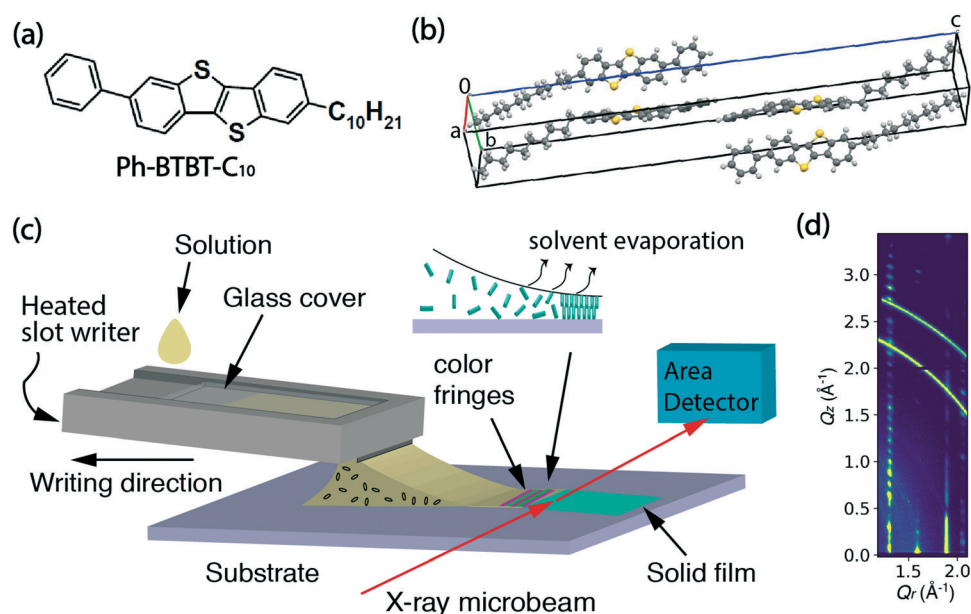 (a)
S
S
C10H21
Ph-BTBT-C10
(b)
0
a
b
c
(c)
Solution
Glass cover
Heated
slot writer
Writing direction
solvent evaporation
color
fringes
Area
Detector
Substrate
X-ray microbeam
Solid film
(d)
Qz (Å-1)
3.0
2.5
2.0
1.5
1.0
0.5
0.0
1.5 2.0
Qr (Å-1)